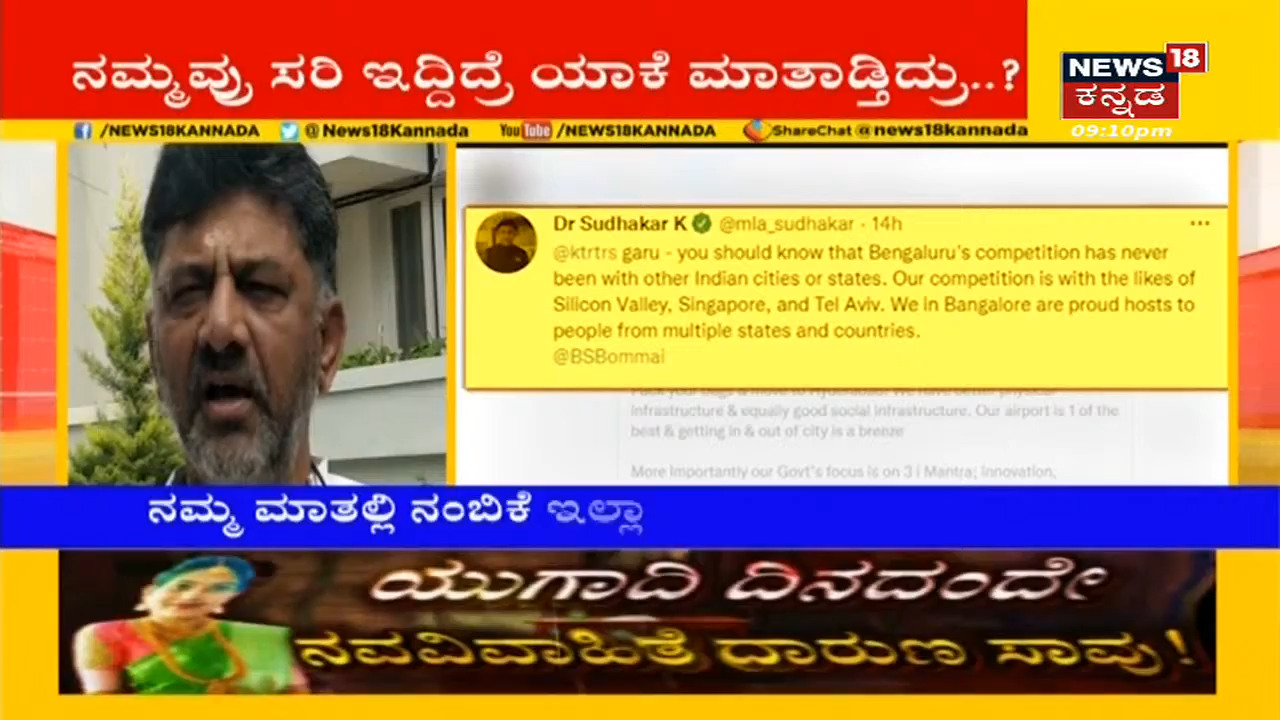 ನಮ್ಮವ್ರು ಸರಿ ಇದ್ದಿದ್ರೆ ಯಾಕೆ ಮಾತಾಡ್ತಿದ್ರು..?
NEWS 18
ಕನ್ನಡ
09:10pm
/NEWS18KANNADA @News18Kannada YouTube /NEWS18KANNADA ShareChat @news18kannada
Dr Sudhakar K @mla_sudhakar · 14h
@ktrtrs garu - you should know that Bengaluru's competition has never
been with other Indian cities or states. Our competition is with the likes of
Silicon Valley, Singapore, and Tel Aviv. We in Bangalore are proud hosts to
people from multiple states and countries.
@BSBommai
infrastructure & equally good social infrastructure. Our airport is 1 of the
best & getting in & out of city is a breeze
More importantly our Govt's focus is on 3 i Mantra; innovation,
ನಮ್ಮ ಮಾತಲ್ಲಿ ನಂಬಿಕೆ ಇಲ್ಲಾ
ಯುಗಾದಿ ದಿನದಂದೇ
ನವವಿವಾಹಿತೆ ದಾರುಣ ಸಾವು!